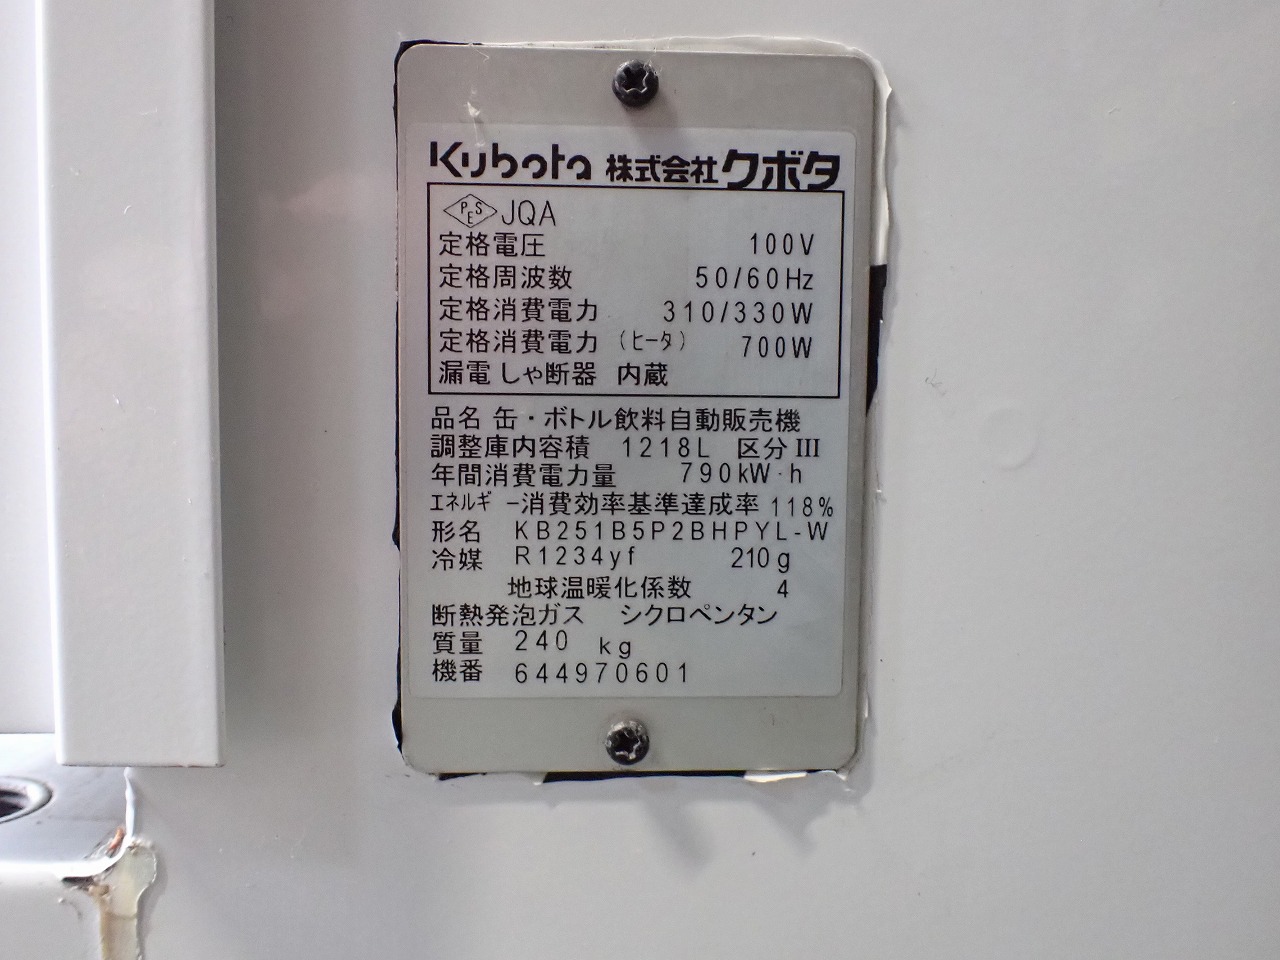 Kubota 株式会社クボタ
PSE JQA
定格電圧 100V
定格周波数 50/60Hz
定格消費電力 310/330W
定格消費電力 (ヒータ) 700W
漏電しゃ断器 内蔵
品名 缶・ボトル飲料自動販売機
調整庫内容積 1218L 区分III
年間消費電力量 790kW・h
エネルギー消費効率基準達成率 118%
形名 KB251B5P2BHPYL-W
冷媒 R1234yf 210g
地球温暖化係数 4
断熱発泡ガス シクロペンタン
質量 240 kg
機番 644970601